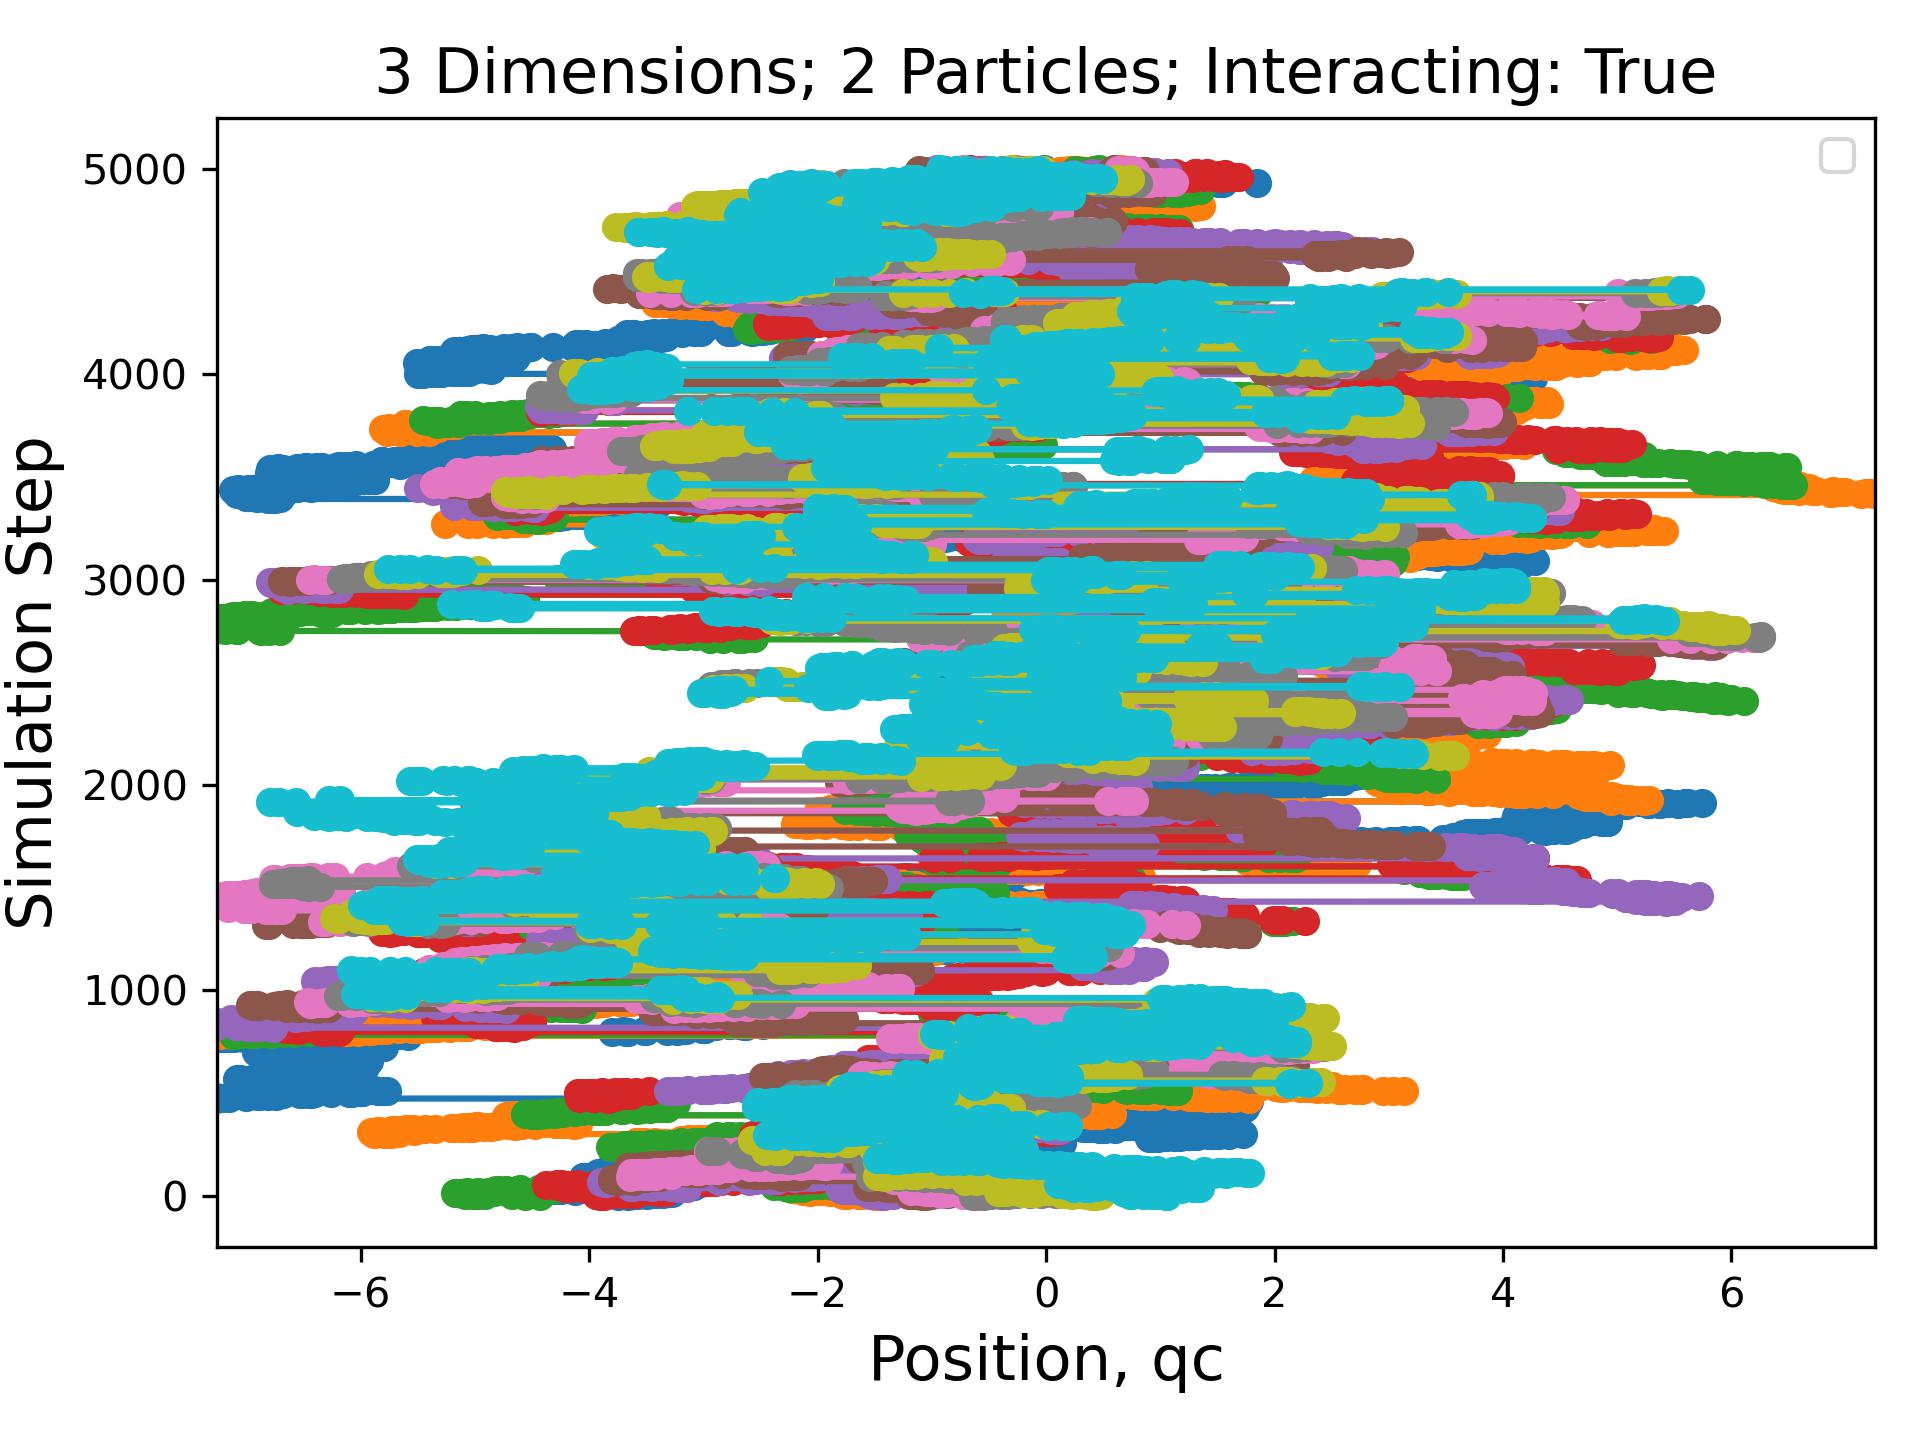 3 Dimensions; 2 Particles; Interacting: True
5000
4000
3000
2000
1000
0
Simulation Step
−6 −4 −2 0 2 4 6
Position, qc